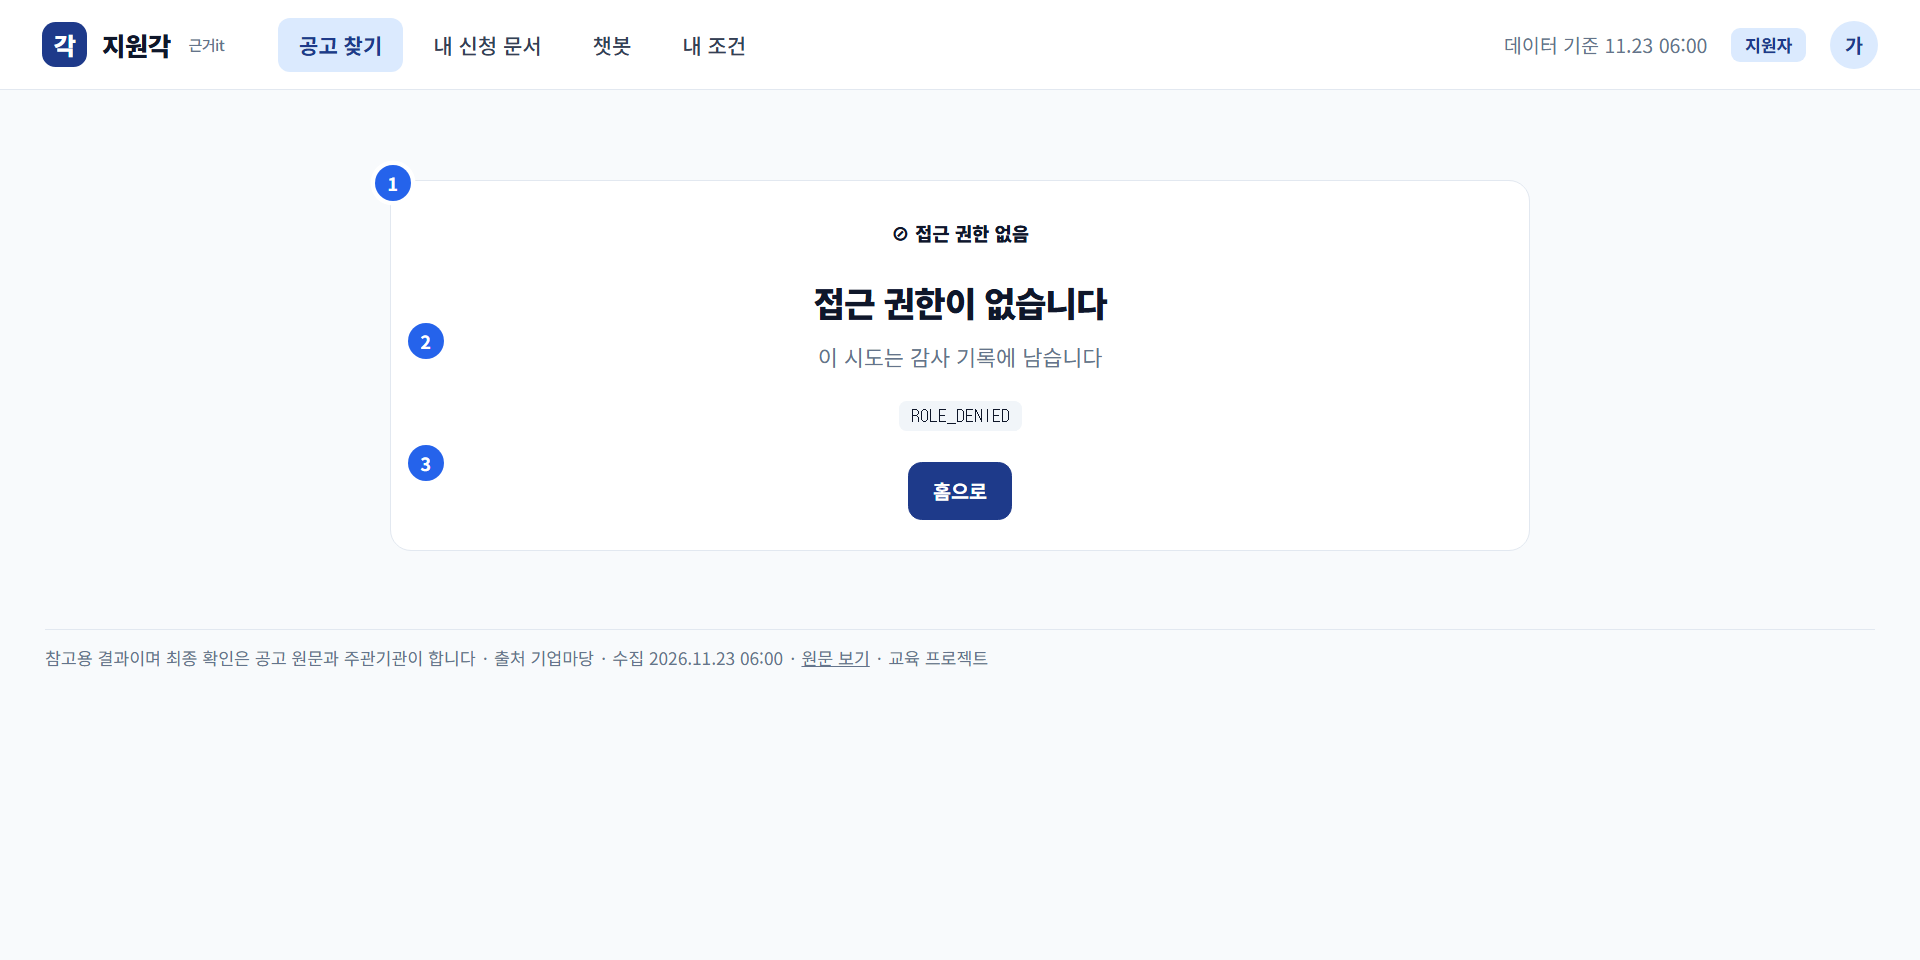 각 지원각 근거it 공고 찾기 내 신청 문서 챗봇 내 조건 데이터 기준 11.23 06:00 지원자 가
1
⊘ 접근 권한 없음
접근 권한이 없습니다
2
이 시도는 감사 기록에 남습니다
ROLE_DENIED
3
홈으로
참고용 결과이며 최종 확인은 공고 원문과 주관기관이 합니다 · 출처 기업마당 · 수집 2026.11.23 06:00 · 원문 보기 · 교육 프로젝트